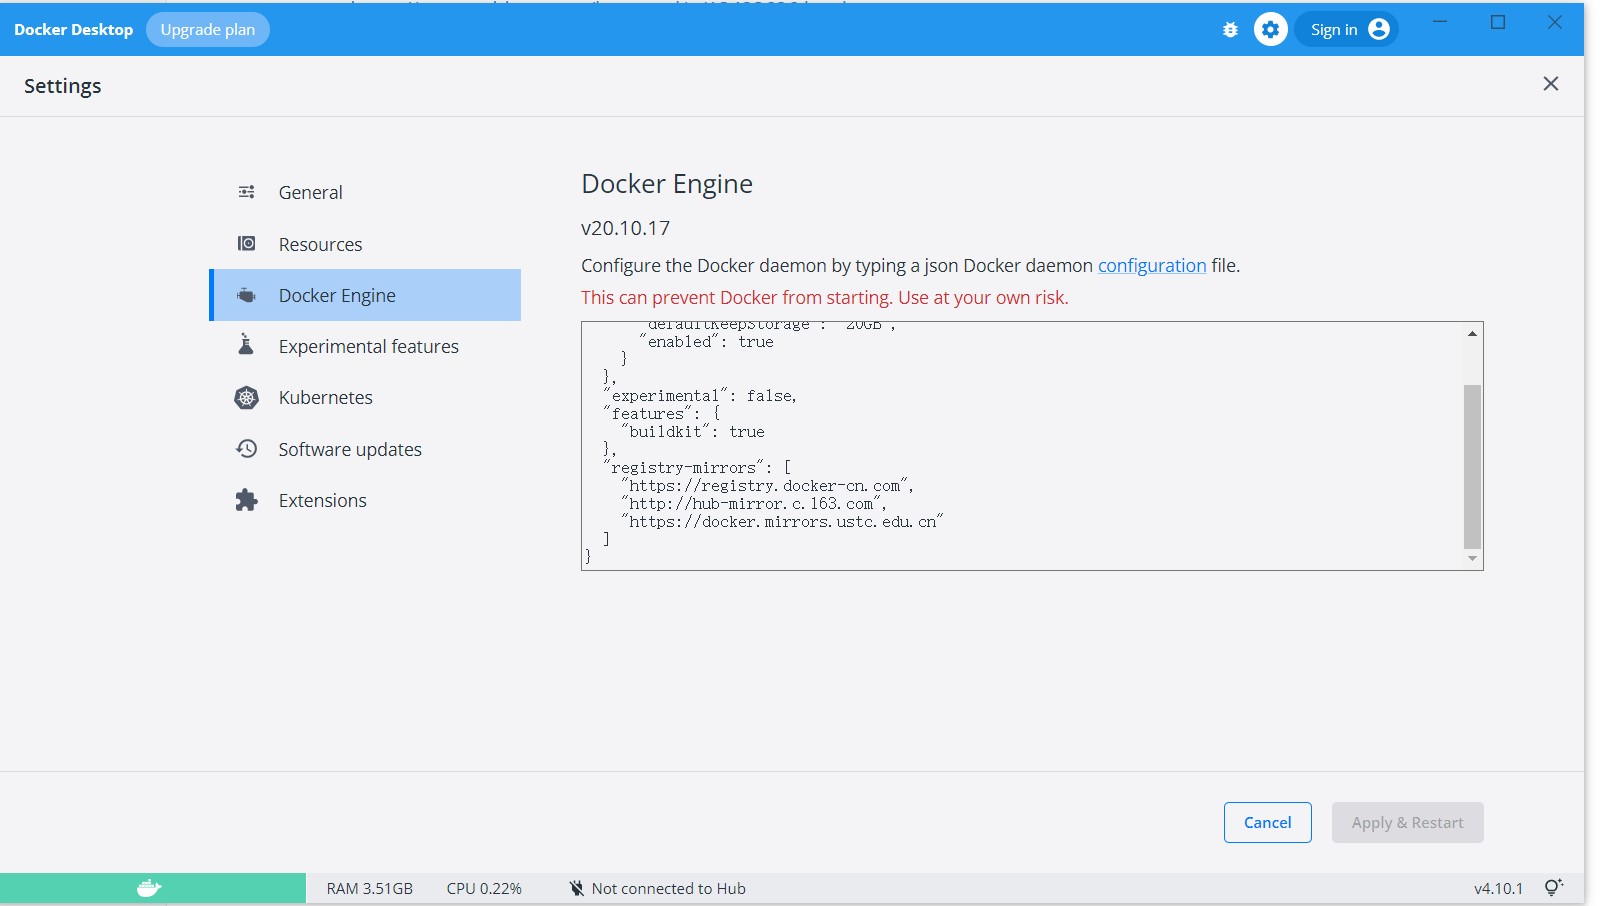 Docker Desktop Upgrade plan Sign in
Settings
General
Resources
Docker Engine
Experimental features
Kubernetes
Software updates
Extensions
Docker Engine
v20.10.17
Configure the Docker daemon by typing a json Docker daemon configuration file.
This can prevent Docker from starting. Use at your own risk.
"defaultKeepStorage": "20GB",
"enabled": true
}
},
"experimental": false,
"features": {
"buildkit": true
},
"registry-mirrors": [
"https://registry.docker-cn.com",
"http://hub-mirror.c.163.com",
"https://docker.mirrors.ustc.edu.cn"
]
}
Cancel Apply & Restart
RAM 3.51GB CPU 0.22% Not connected to Hub v4.10.1